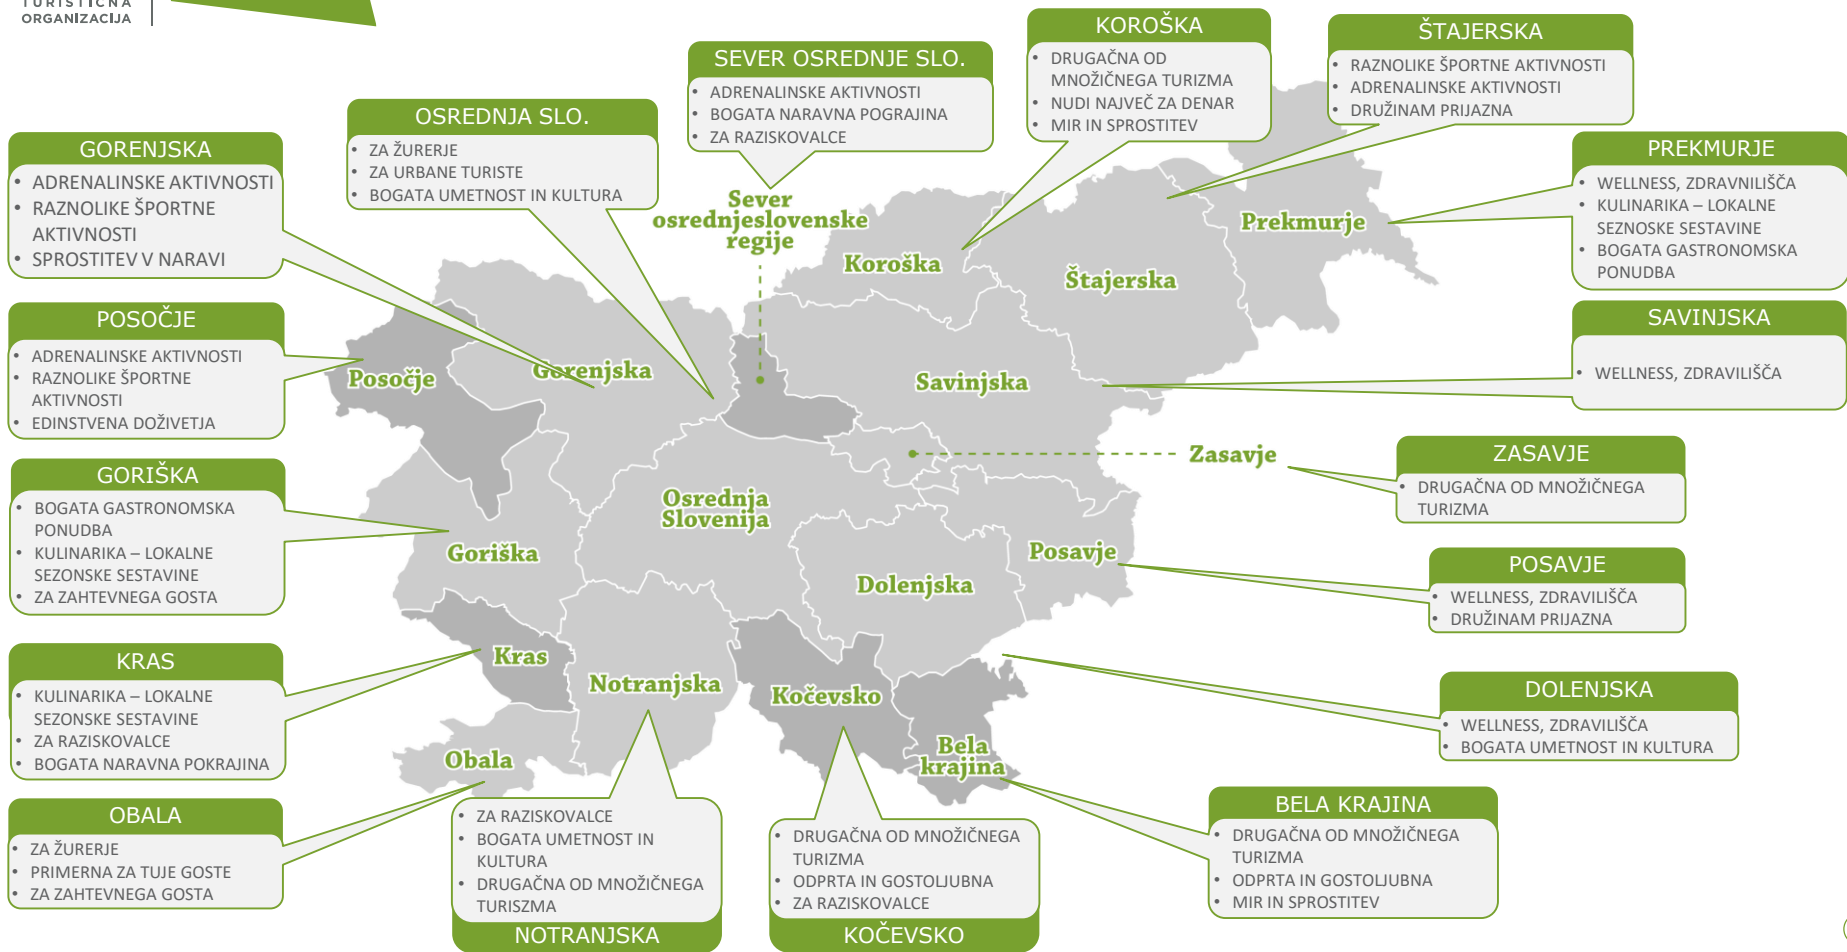 TURISTIČNA
ORGANIZACIJA
SEVER OSREDNJE SLO.
• ADRENALINSKE AKTIVNOSTI
• BOGATA NARAVNA POGRAJINA
• ZA RAZISKOVALCE
KOROŠKA
• DRUGAČNA OD
MNOŽIČNEGA TURIZMA
• NUDI NAJVEČ ZA DENAR
• MIR IN SPROSTITEV
ŠTAJERSKA
• RAZNOLIKE ŠPORTNE AKTIVNOSTI
• ADRENALINSKE AKTIVNOSTI
• DRUŽINAM PRIJAZNA
OSREDNJA SLO.
• ZA ŽURERJE
• ZA URBANE TURISTE
• BOGATA UMETNOST IN KULTURA
GORENJSKA
• ADRENALINSKE AKTIVNOSTI
• RAZNOLIKE ŠPORTNE
AKTIVNOSTI
• SPROSTITEV V NARAVI
PREKMURJE
• WELLNESS, ZDRAVNILIŠČA
• KULINARIKA – LOKALNE
SEZNOSKE SESTAVINE
• BOGATA GASTRONOMSKA
PONUDBA
POSOČJE
• ADRENALINSKE AKTIVNOSTI
• RAZNOLIKE ŠPORTNE
AKTIVNOSTI
• EDINSTVENA DOŽIVETJA
SAVINJSKA
• WELLNESS, ZDRAVILIŠČA
GORIŠKA
• BOGATA GASTRONOMSKA
PONUDBA
• KULINARIKA – LOKALNE
SEZONSKE SESTAVINE
• ZA ZAHTEVNEGA GOSTA
ZASAVJE
• DRUGAČNA OD MNOŽIČNEGA
TURIZMA
POSAVJE
• WELLNESS, ZDRAVILIŠČA
• DRUŽINAM PRIJAZNA
KRAS
• KULINARIKA – LOKALNE
SEZONSKE SESTAVINE
• ZA RAZISKOVALCE
• BOGATA NARAVNA POKRAJINA
DOLENJSKA
• WELLNESS, ZDRAVILIŠČA
• BOGATA UMETNOST IN KULTURA
OBALA
• ZA ŽURERJE
• PRIMERNA ZA TUJE GOSTE
• ZA ZAHTEVNEGA GOSTA
• ZA RAZISKOVALCE
• BOGATA UMETNOST IN
KULTURA
• DRUGAČNA OD MNOŽIČNEGA
TURISZMA
NOTRANJSKA
• DRUGAČNA OD MNOŽIČNEGA
TURIZMA
• ODPRTA IN GOSTOLJUBNA
• ZA RAZISKOVALCE
KOČEVSKO
BELA KRAJINA
• DRUGAČNA OD MNOŽIČNEGA
TURIZMA
• ODPRTA IN GOSTOLJUBNA
• MIR IN SPROSTITEV
Sever
osrednjeslovenske
regije
Koroška
Štajerska
Prekmurje
Posočje
Gorenjska
Savinjska
Zasavje
Osrednja
Slovenija
Goriška
Dolenjska
Posavje
Kras
Notranjska
Kočevsko
Obala
Bela
krajina